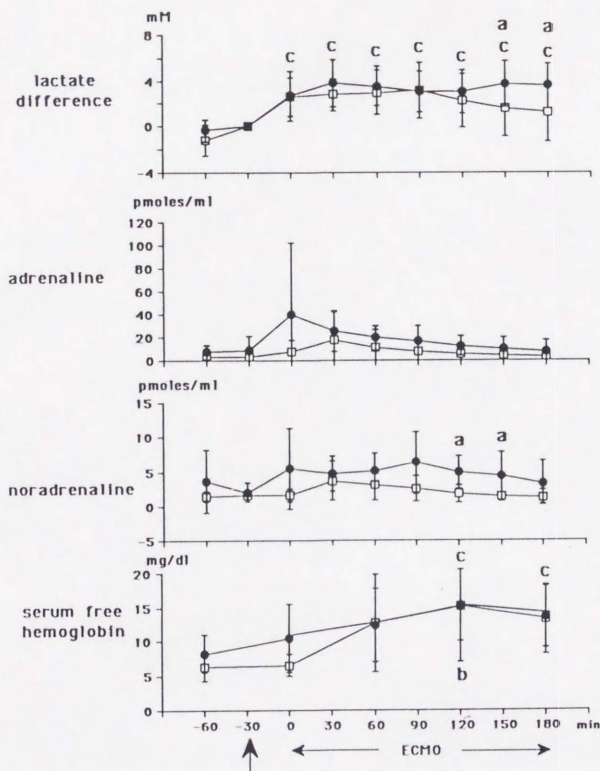 mM
a a
c c c c c c c
lactate
difference
4
0
-4
pmoles/ml
120
100
80
60
40
20
0
adrenaline
pmoles/ml
15
10
5
0
-5
a a
noradrenaline
mg/dl
20
15
10
5
0
c c
serum free
hemoglobin
b
-60 -30 0 30 60 90 120 150 180 min
ECMO